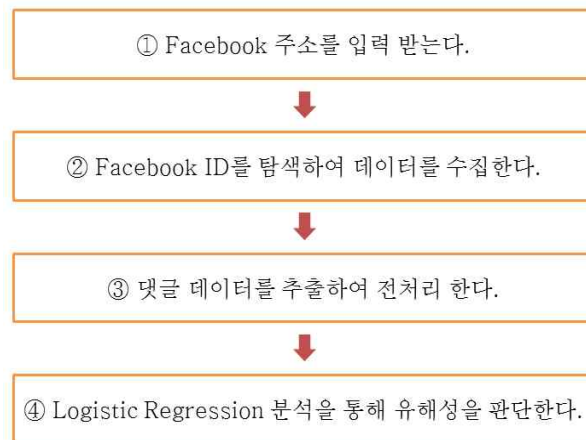 ① Facebook 주소를 입력 받는다.
② Facebook ID를 탐색하여 데이터를 수집한다.
③ 댓글 데이터를 추출하여 전처리 한다.
④ Logistic Regression 분석을 통해 유해성을 판단한다.